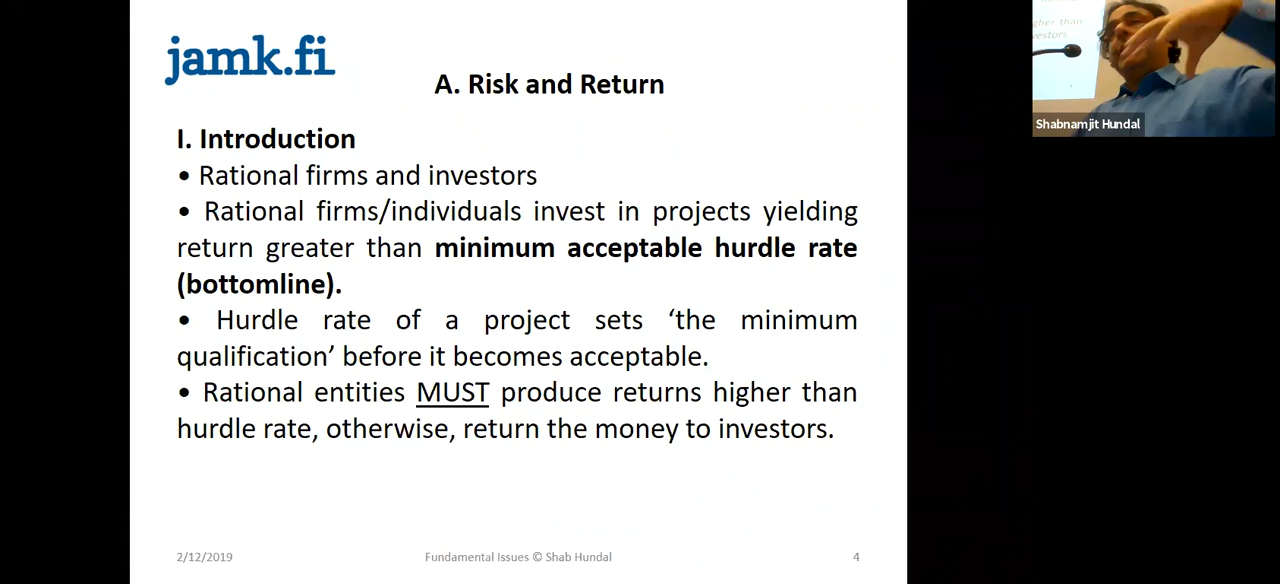 jamk.fi
A. Risk and Return
I. Introduction
• Rational firms and investors
• Rational firms/individuals invest in projects yielding
return greater than minimum acceptable hurdle rate
(bottomline).
• Hurdle rate of a project sets ‘the minimum
qualification’ before it becomes acceptable.
• Rational entities MUST produce returns higher than
hurdle rate, otherwise, return the money to investors.
2/12/2019
Fundamental Issues © Shab Hundal
4
gher than
vestors.
Shabnamjit Hundal